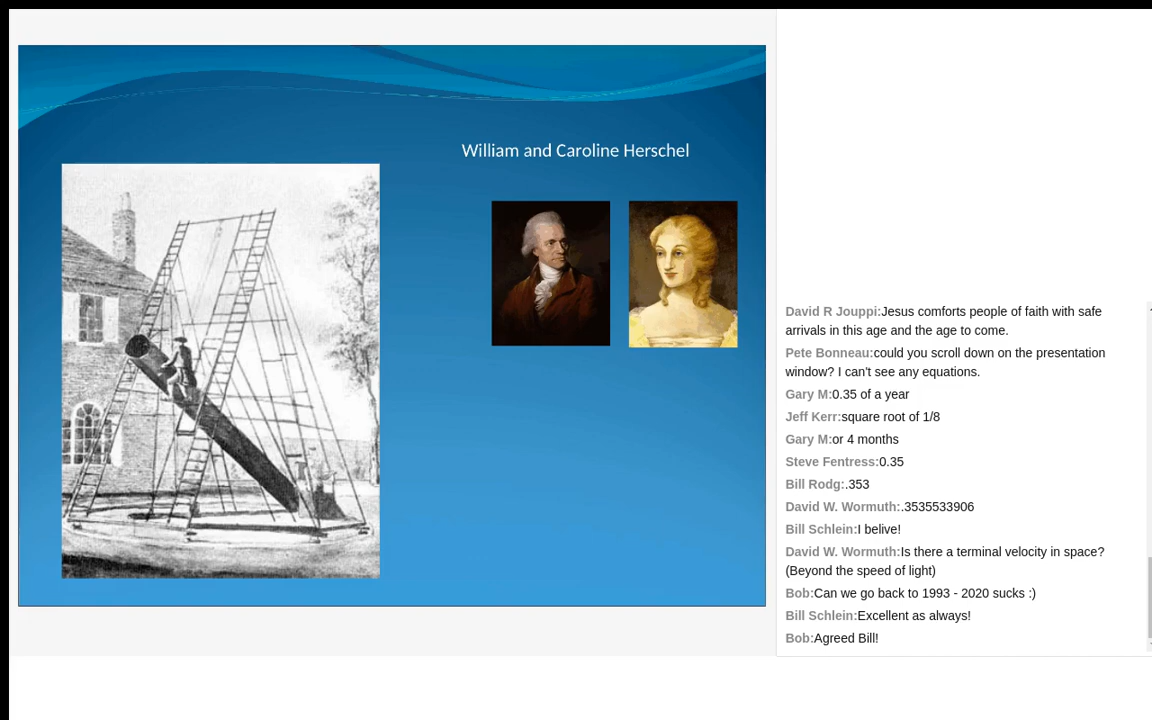 William and Caroline Herschel
David R Jouppi:Jesus comforts people of faith with safe
arrivals in this age and the age to come.
Pete Bonneau:could you scroll down on the presentation
window? I can't see any equations.
Gary M:0.35 of a year
Jeff Kerr:square root of 1/8
Gary M:or 4 months
Steve Fentress:0.35
Bill Rodg:.353
David W. Wormuth:.3535533906
Bill Schlein:I belive!
David W. Wormuth:Is there a terminal velocity in space?
(Beyond the speed of light)
Bob:Can we go back to 1993 - 2020 sucks :)
Bill Schlein:Excellent as always!
Bob:Agreed Bill!